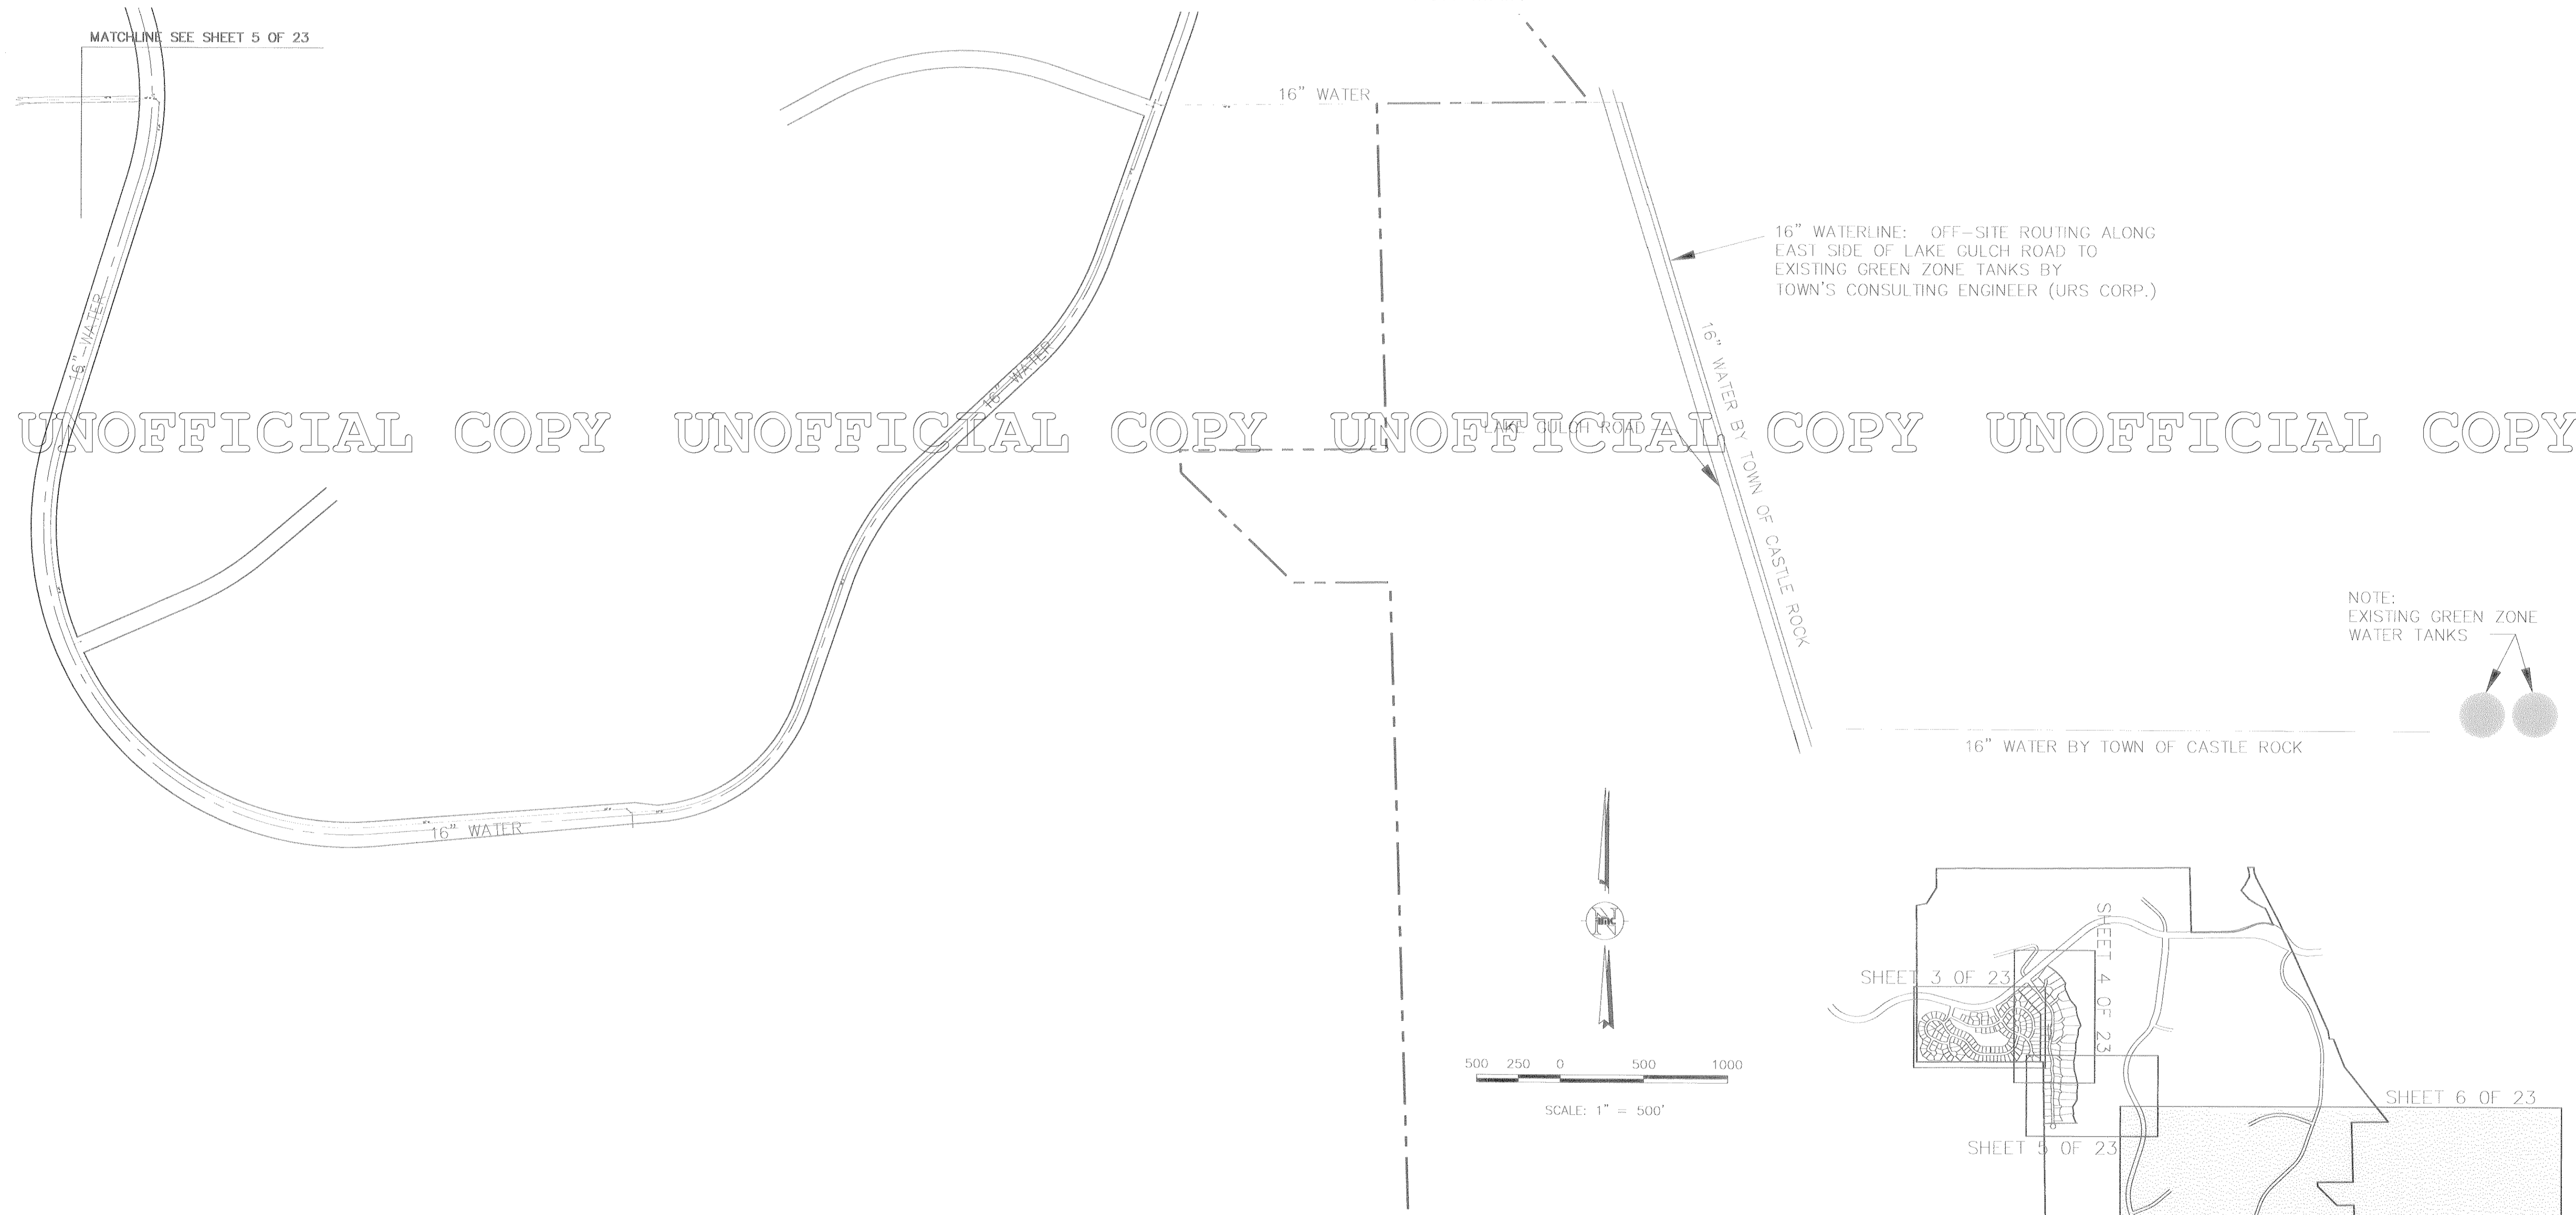 MATCHLINE SEE SHEET 5 OF 23
16" WATER
16" WATERLINE: OFF-SITE ROUTING ALONG
EAST SIDE OF LAKE GULCH ROAD TO
EXISTING GREEN ZONE TANKS BY
TOWN'S CONSULTING ENGINEER (URS CORP.)
16" WATER
16" WATER
16" WATER BY TOWN OF CASTLE ROCK
UNOFFICIAL COPY UNOFFICIAL COPY UNOFFICIAL COPY UNOFFICIAL COPY
LAKE GULCH ROAD
NOTE:
EXISTING GREEN ZONE
WATER TANKS
16" WATER BY TOWN OF CASTLE ROCK
16" WATER
N
500 250 0 500 1000
SCALE: 1" = 500'
SHEET 3 OF 23
SHEET 4 OF 23
SHEET 5 OF 23
SHEET 6 OF 23